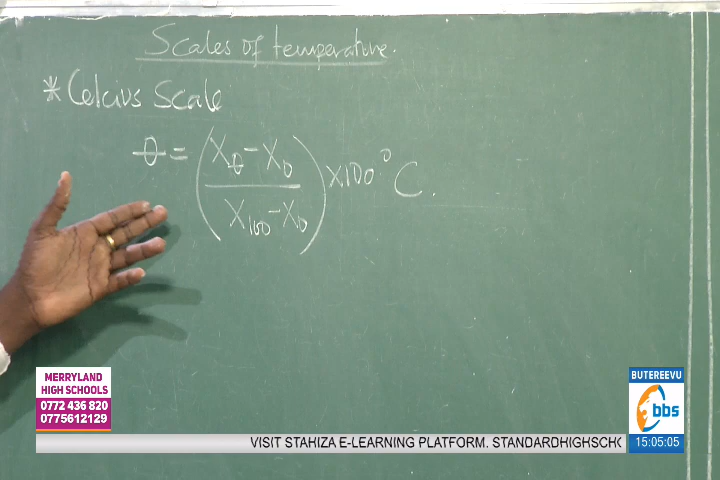 Scales of temperature.
* Celcius Scale
θ = (Xθ - X0 / X100 - X0) × 100 °C.
MERRYLAND
HIGH SCHOOLS
0772 436 820
0775612129
BUTEREEVU
bbs
15:05:05
VISIT STAHIZA E-LEARNING PLATFORM. STANDARDHIGHSCHO